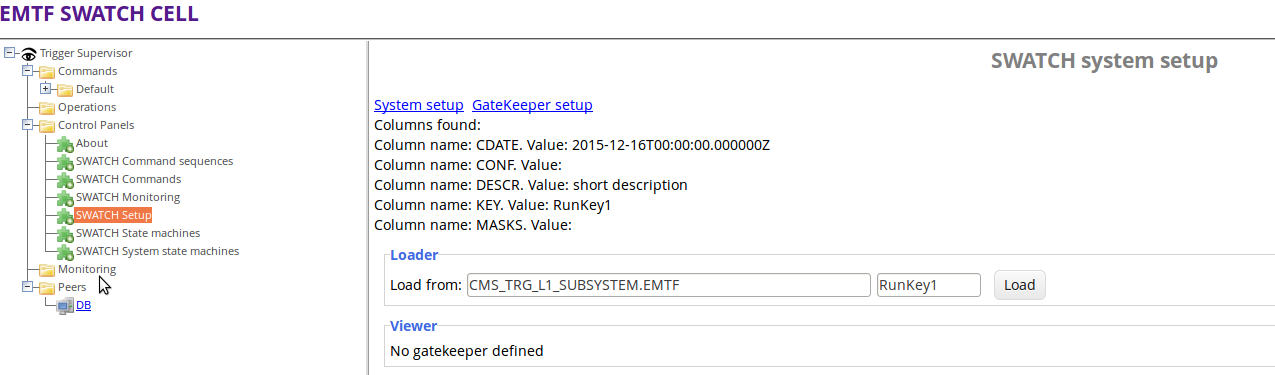 EMTF SWATCH CELL
Trigger Supervisor
Commands
Default
Operations
Control Panels
About
SWATCH Command sequences
SWATCH Commands
SWATCH Monitoring
SWATCH Setup
SWATCH State machines
SWATCH System state machines
Monitoring
Peers
DB
SWATCH system setup
System setup GateKeeper setup
Columns found:
Column name: CDATE. Value: 2015-12-16T00:00:00.000000Z
Column name: CONF. Value:
Column name: DESCR. Value: short description
Column name: KEY. Value: RunKey1
Column name: MASKS. Value:
Loader
Load from: CMS_TRG_L1_SUBSYSTEM.EMTF RunKey1 Load
Viewer
No gatekeeper defined